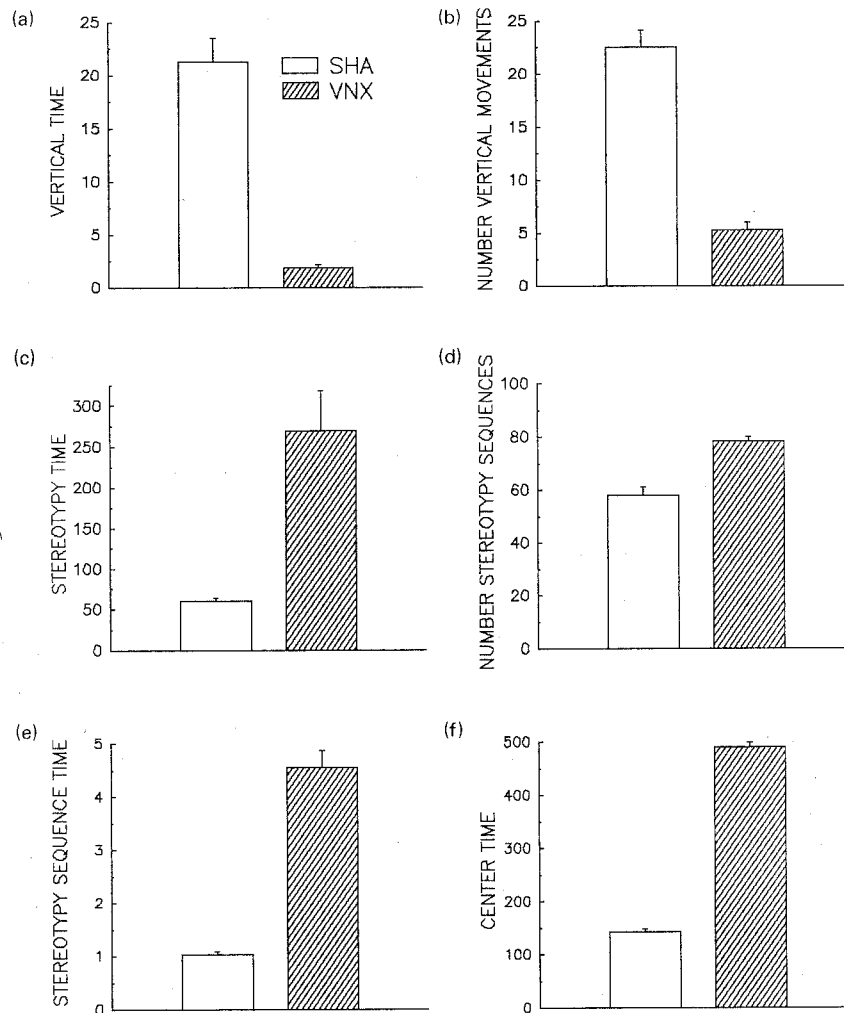 (a)
25
20
15
10
5
0
VERTICAL TIME
SHA
VNX
(b)
25
20
15
10
5
0
NUMBER VERTICAL MOVEMENTS
(c)
300
250
200
150
100
50
0
STEREOTYPY TIME
(d)
100
80
60
40
20
0
NUMBER STEREOTYPY SEQUENCES
(e)
5
4
3
2
1
0
STEREOTYPY SEQUENCE TIME
(f)
500
400
300
200
150
100
0
CENTER TIME